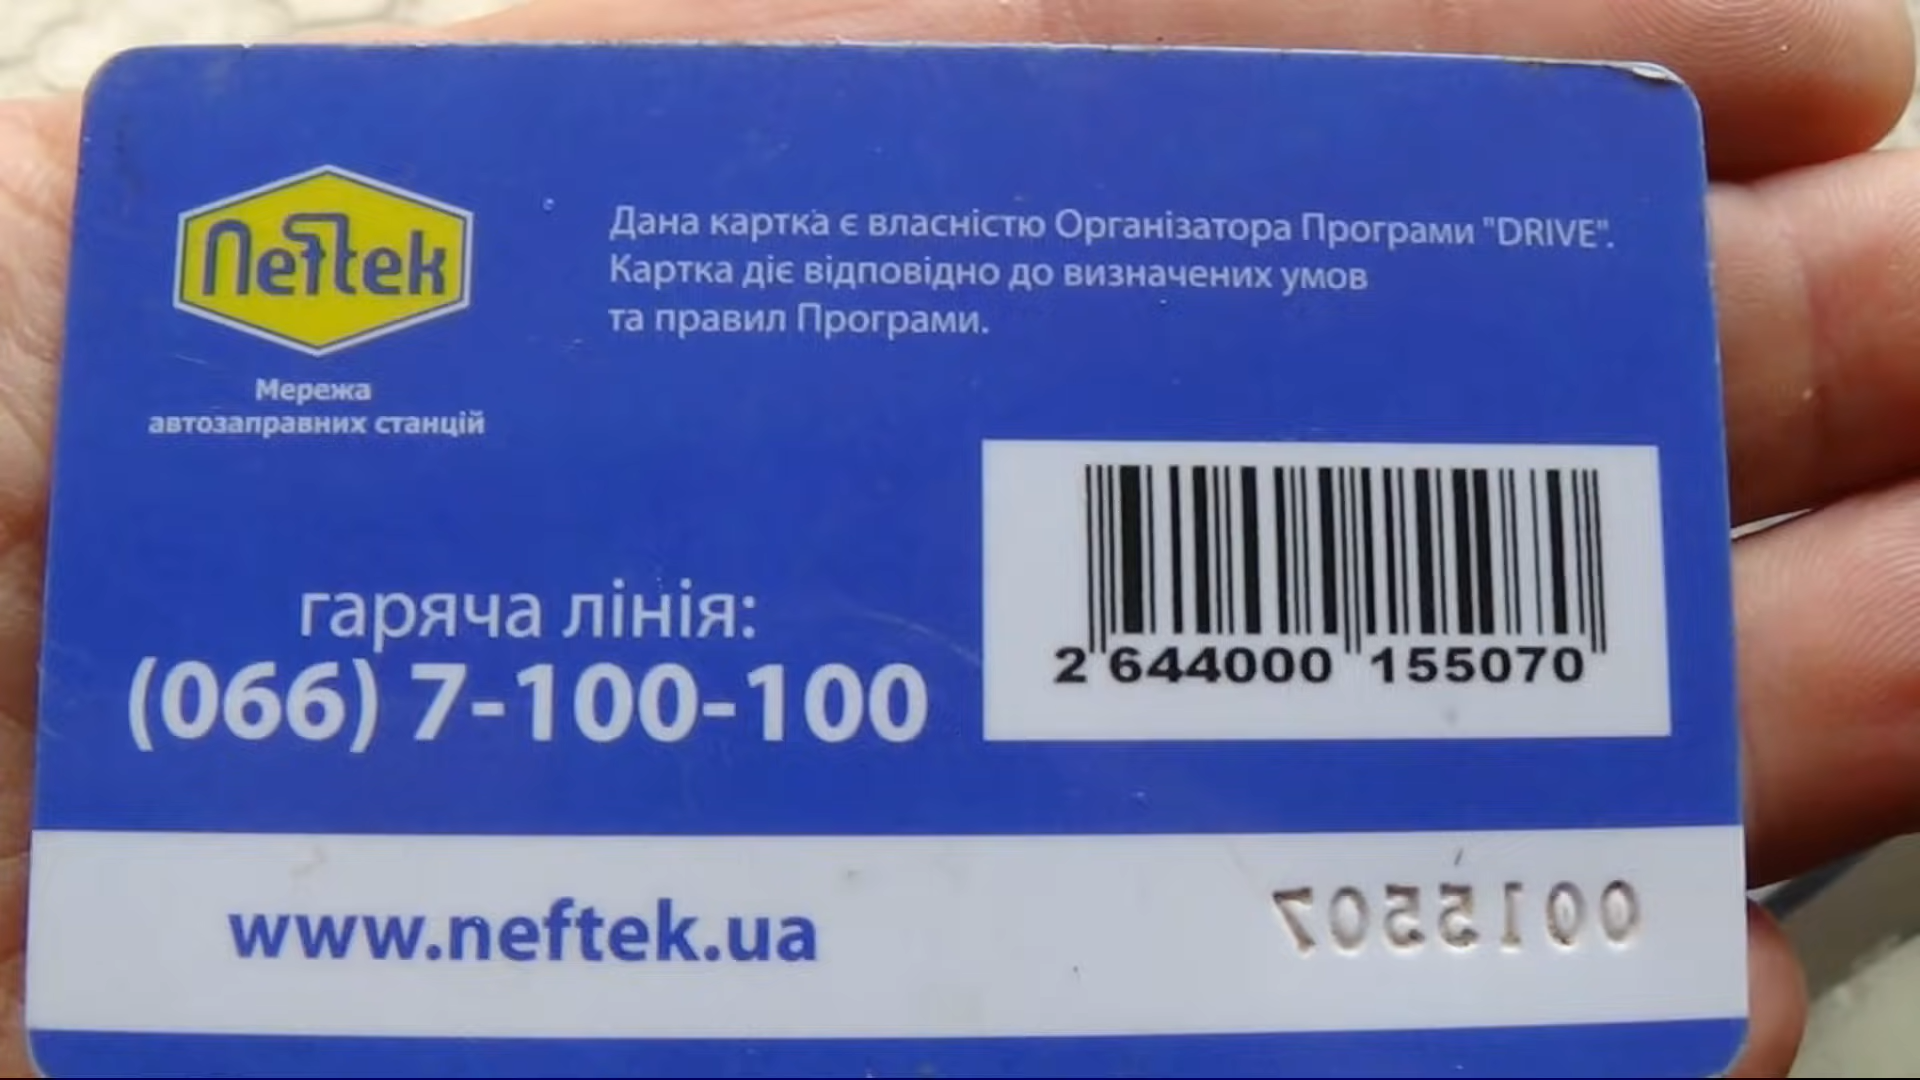 Neftek
Мережа
автозаправних станцій
Дана картка є власністю Організатора Програми "DRIVE".
Картка діє відповідно до визначених умов
та правил Програми.
гаряча лінія:
(066) 7-100-100
2 644000 155070
www.neftek.ua
0015507